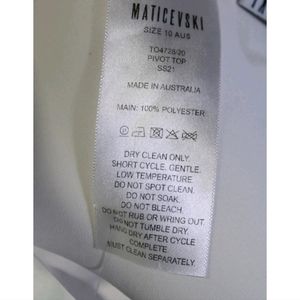 MATICEVSKI
SIZE 10 AUS
TO4728/20
PIVOT TOP
SS21
MADE IN AUSTRALIA
MAIN: 100% POLYESTER
DRY CLEAN ONLY.
SHORT CYCLE. GENTLE.
LOW TEMPERATURE.
DO NOT SPOT CLEAN.
DO NOT SOAK.
DO NOT BLEACH.
DO NOT RUB OR WRING OUT.
DO NOT TUMBLE DRY.
HAND DRY AFTER CYCLE
COMPLETE.
MUST CLEAN SEPARATELY.